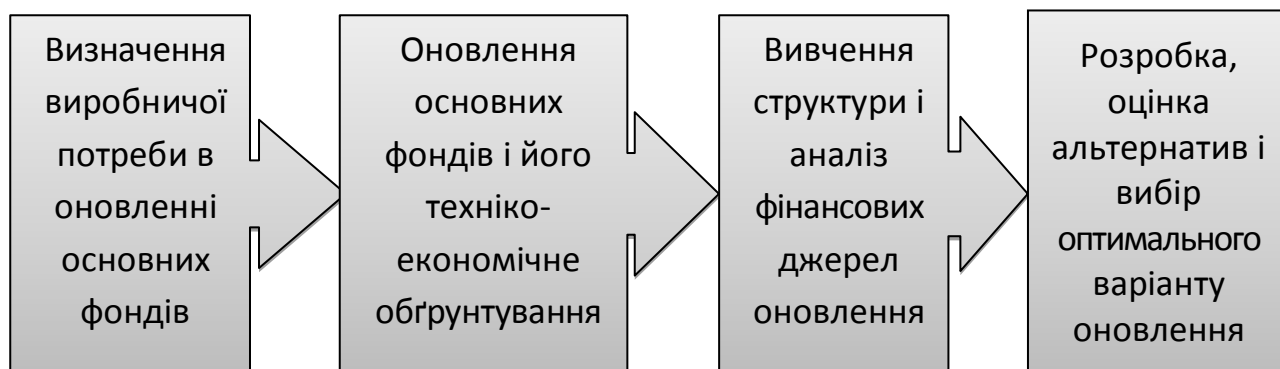 Визначення
виробничої
потреби в
оновленні
основних
фондів
Оновлення
основних
фондів і його
техніко-
економічне
обґрунтування
Вивчення
структури і
аналіз
фінансових
джерел
оновлення
Розробка,
оцінка
альтернатив і
вибір
оптимального
варіанту
оновлення